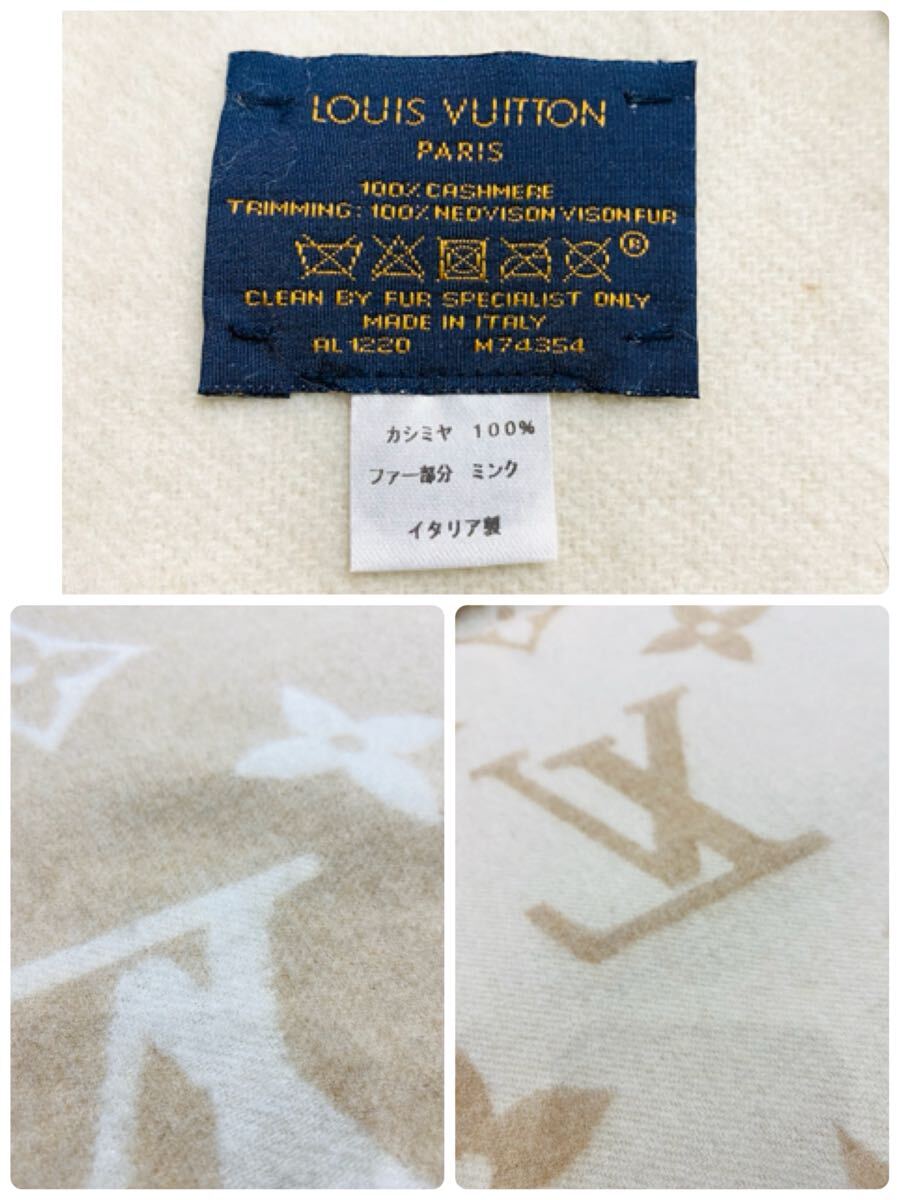 LOUIS VUITTON
PARIS
100% CASHMERE
TRIMMING: 100% NEOVISON VISON FUR
®
CLEAN BY FUR SPECIALIST ONLY
MADE IN ITALY
AL1220 M74354
カシミヤ 100%
ファー部分 ミンク
イタリア製
LV